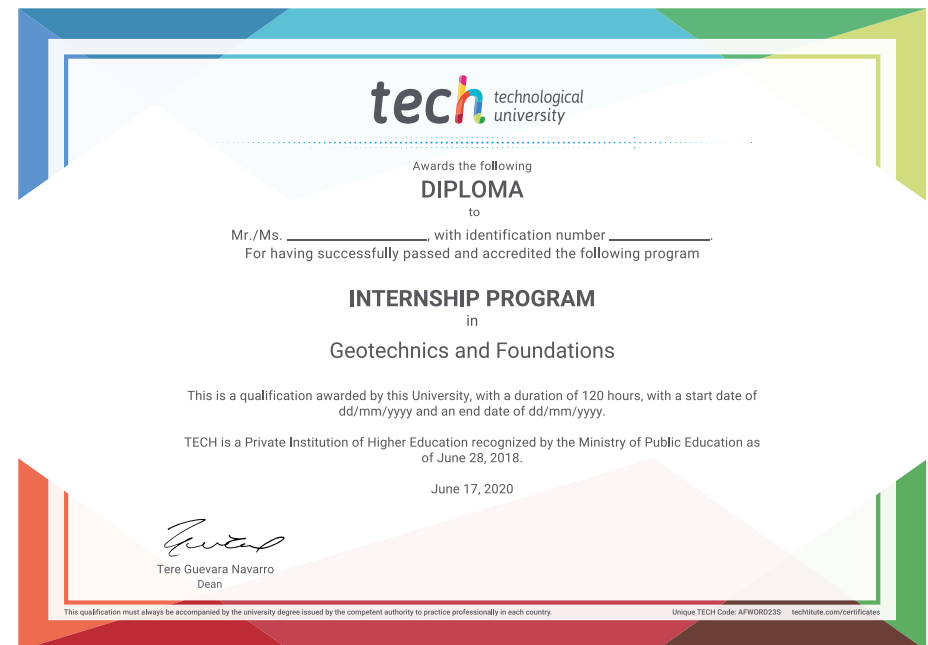 tech technological
university
Awards the following
DIPLOMA
to
Mr./Ms. ____________, with identification number _________.
For having successfully passed and accredited the following program
INTERNSHIP PROGRAM
in
Geotechnics and Foundations
This is a qualification awarded by this University, with a duration of 120 hours, with a start date of
dd/mm/yyyy and an end date of dd/mm/yyyy.
TECH is a Private Institution of Higher Education recognized by the Ministry of Public Education as
of June 28, 2018.
June 17, 2020
Tere Guevara Navarro
Dean
This qualification must always be accompanied by the university degree issued by the competent authority to practice professionally in each country.
Unique TECH Code: AFWORD23S techtitute.com/certificates